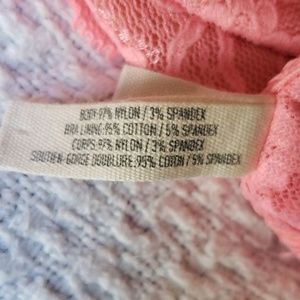 BODY: 97% NYLON / 3% SPANDEX
BRA LINING: 95% COTTON / 5% SPANDEX
CORPS: 97% NYLON / 3% SPANDEX
SOUTIEN-GORGE DOUBLURE: 95% COTON / 5% SPANDEX